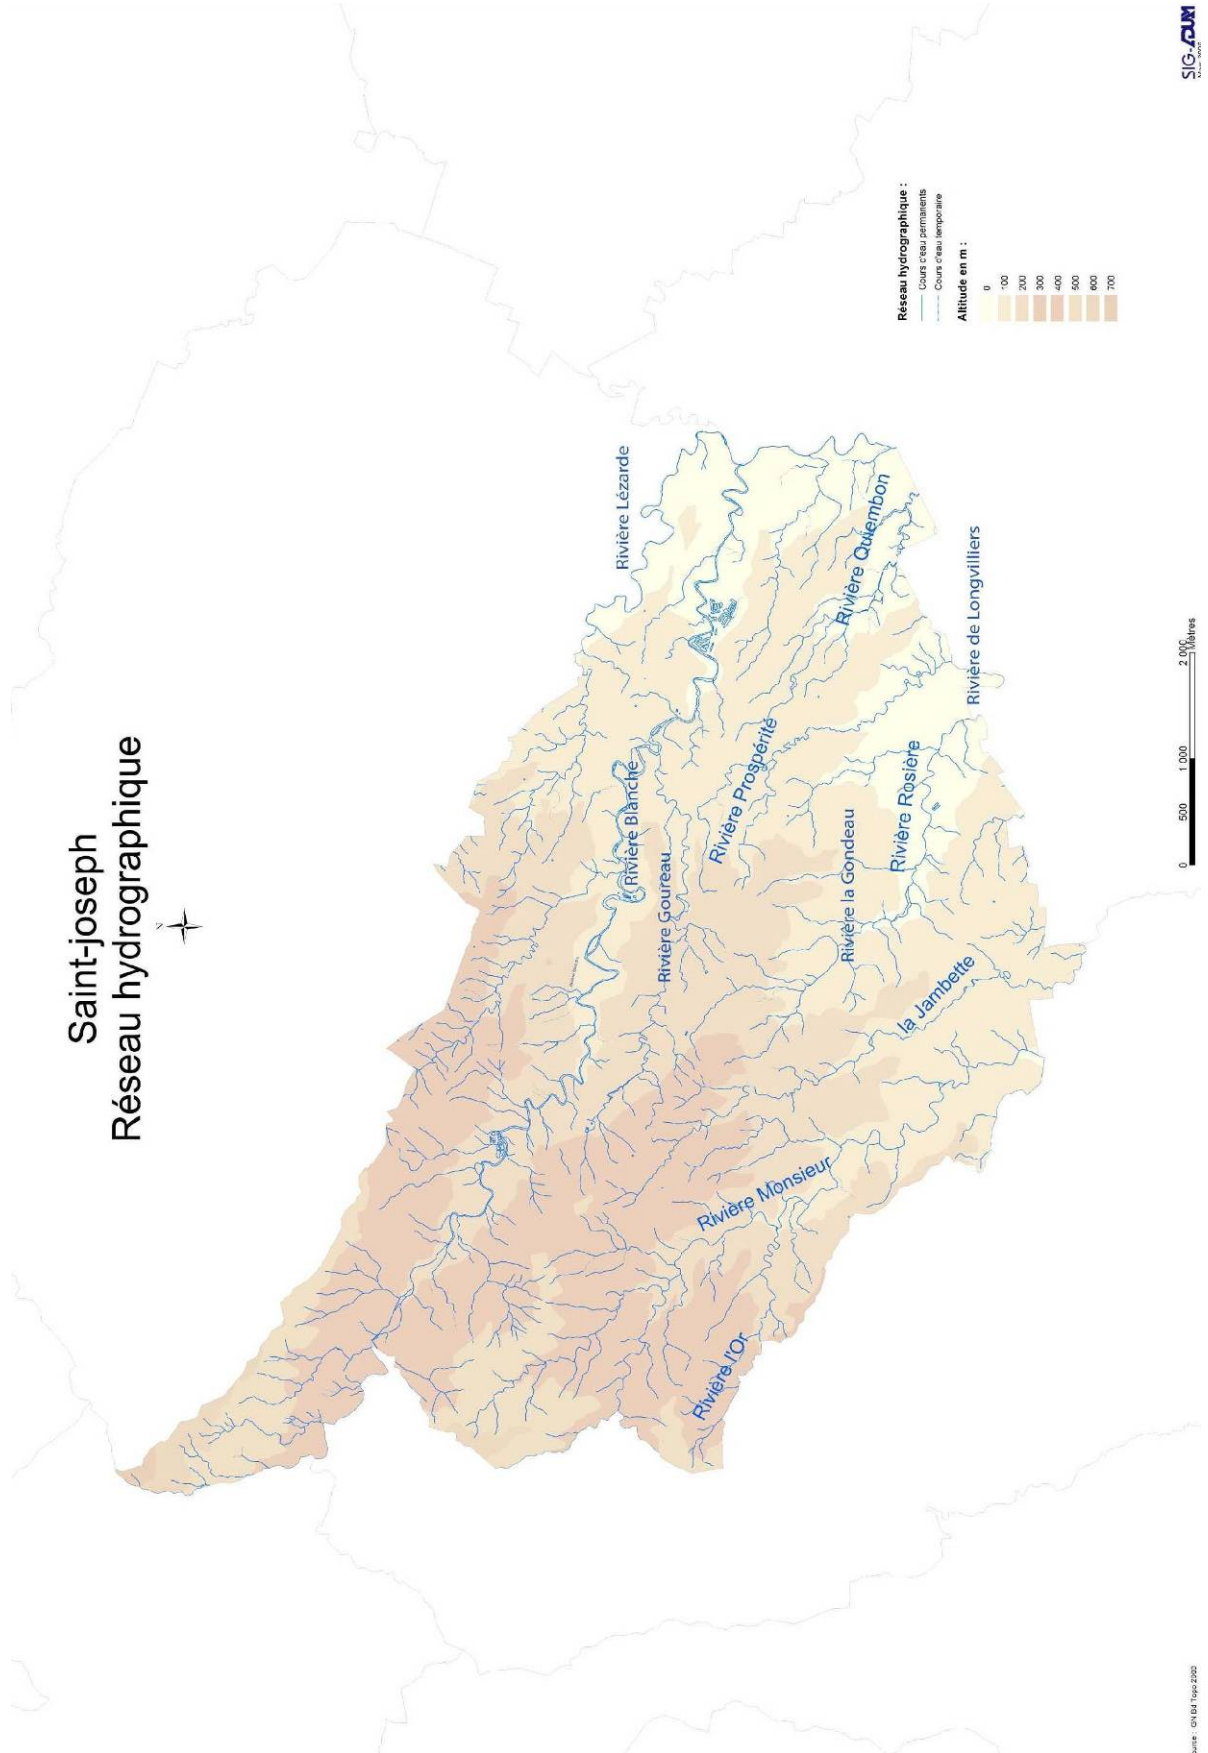 Saint-joseph
Réseau hydrographique
N
Rivière Lézarde
Rivière Blanche
Rivière Goureau
Rivière Prospérité
Rivière Quiembon
Rivière de Longvilliers
Rivière Rosière
Rivière la Gondeau
la Jambette
Rivière Monsieur
Rivière l'Or
Réseau hydrographique :
Cours d'eau permanents
Cours d'eau temporaire
Altitude en m :
0
100
200
300
400
500
600
700
0 500 1 000 2 000
Mètres
SIG-ADUM